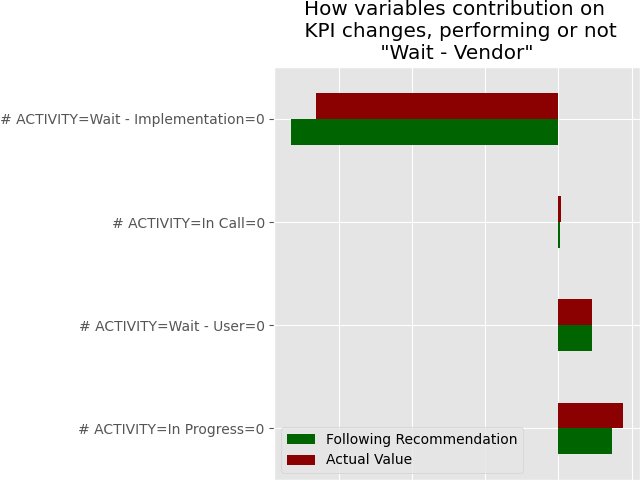 How variables contribution on
KPI changes, performing or not
"Wait - Vendor"
# ACTIVITY=Wait - Implementation=0
# ACTIVITY=In Call=0
# ACTIVITY=Wait - User=0
# ACTIVITY=In Progress=0
Following Recommendation
Actual Value